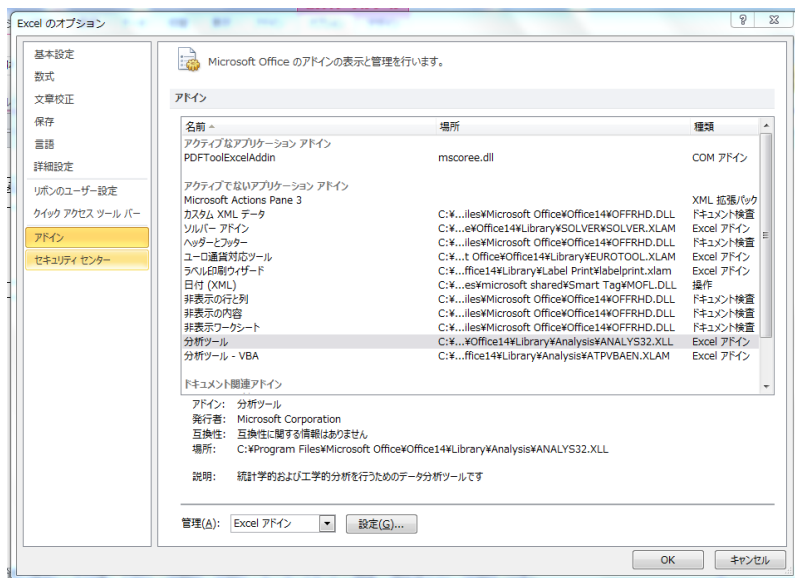 Excel のオプション
基本設定
数式
文章校正
保存
言語
詳細設定
リボンのユーザー設定
クイック アクセス ツール バー
アドイン
セキュリティ センター
Microsoft Office のアドインの表示と管理を行います。
アドイン
名前 場所 種類
アクティブなアプリケーション アドイン
PDFToolExcelAddin mscoree.dll COM アドイン
アクティブでないアプリケーション アドイン
Microsoft Actions Pane 3 XML 拡張パック
カスタム XML データ C:¥...iles¥Microsoft Office¥Office14¥OFFRHD.DLL ドキュメント検査
ソルバー アドイン C:¥...e¥Office14¥Library¥SOLVER¥SOLVER.XLAM Excel アドイン
ヘッダーとフッター C:¥...iles¥Microsoft Office¥Office14¥OFFRHD.DLL ドキュメント検査
ユーロ通貨対応ツール C:¥...t Office¥Office14¥Library¥EUROTOOL.XLAM Excel アドイン
ラベル印刷ウィザード C:¥...ffice14¥Library¥Label Print¥labelprint.xlam Excel アドイン
日付 (XML) C:¥...es¥microsoft shared¥Smart Tag¥MOFL.DLL 操作
非表示の行と列 C:¥...iles¥Microsoft Office¥Office14¥OFFRHD.DLL ドキュメント検査
非表示の内容 C:¥...iles¥Microsoft Office¥Office14¥OFFRHD.DLL ドキュメント検査
非表示ワークシート C:¥...iles¥Microsoft Office¥Office14¥OFFRHD.DLL ドキュメント検査
分析ツール C:¥...¥Office14¥Library¥Analysis¥ANALYS32.XLL Excel アドイン
分析ツール - VBA C:¥...ffice14¥Library¥Analysis¥ATPVBAEN.XLAM Excel アドイン
ドキュメント関連アドイン
アドイン: 分析ツール
発行者: Microsoft Corporation
互換性: 互換性に関する情報はありません
場所: C:¥Program Files¥Microsoft Office¥Office14¥Library¥Analysis¥ANALYS32.XLL
説明: 統計学的および工学的分析を行うためのデータ分析ツールです
管理(A): Excel アドイン 設定(G)...
OK キャンセル